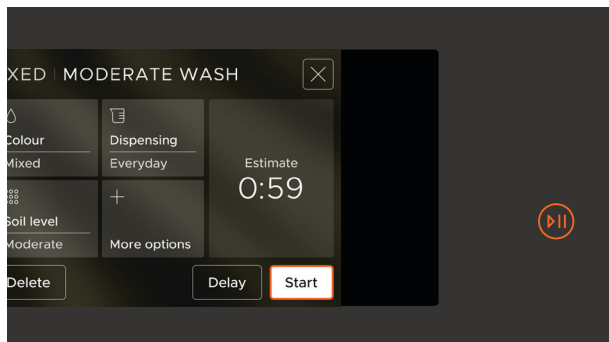 XED | MODERATE WASH
Colour
Mixed
Dispensing
Everyday
Estimate
0:59
Soil level
Moderate
More options
Delete
Delay
Start